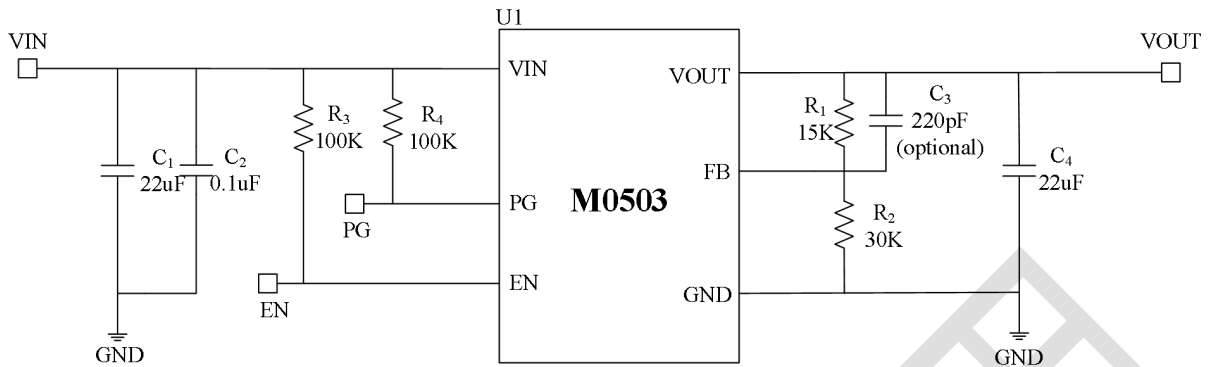 U1
VIN
VOUT
VIN
VOUT
R₃
100K
R₄
100K
R₁
15K
C₃
220pF
(optional)
C₁
22uF
C₂
0.1uF
FB
C₄
22uF
PG
PG
M0503
R₂
30K
EN
EN
GND
GND
GND